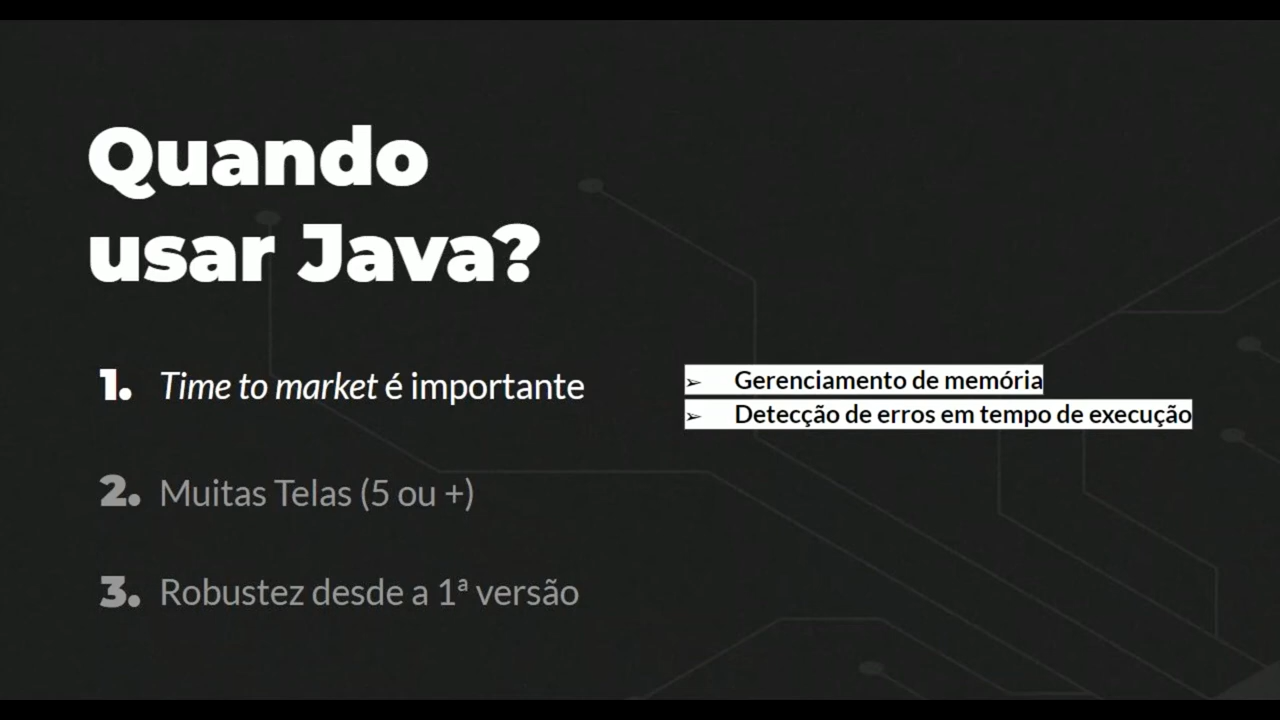 Quando
usar Java?
1. Time to market é importante
➢ Gerenciamento de memória
➢ Detecção de erros em tempo de execução
2. Muitas Telas (5 ou +)
3. Robustez desde a 1ª versão